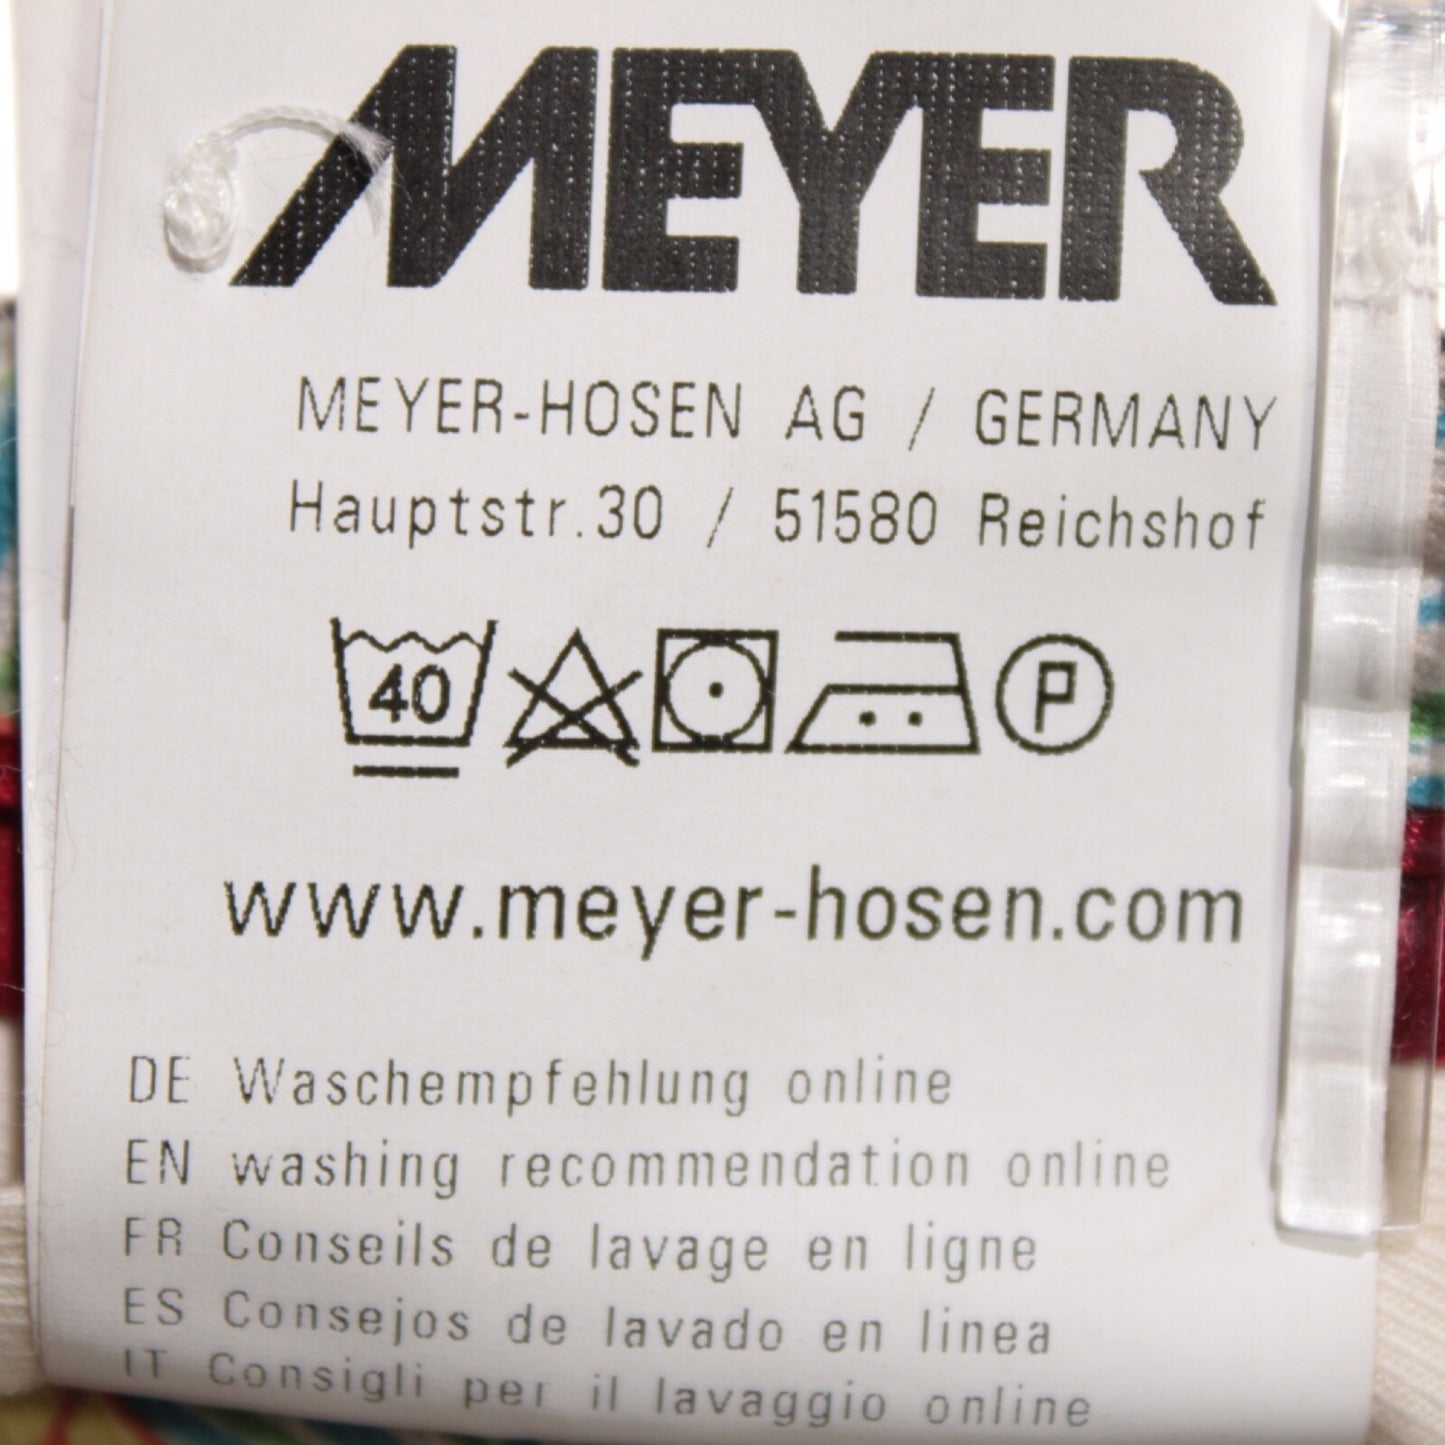 MEYER
MEYER-HOSEN AG / GERMANY
Hauptstr.30 / 51580 Reichshof
40 P
www.meyer-hosen.com
DE Waschempfehlung online
EN washing recommendation online
FR Conseils de lavage en ligne
ES Consejos de lavado en linea
IT Consigli per il lavaggio online